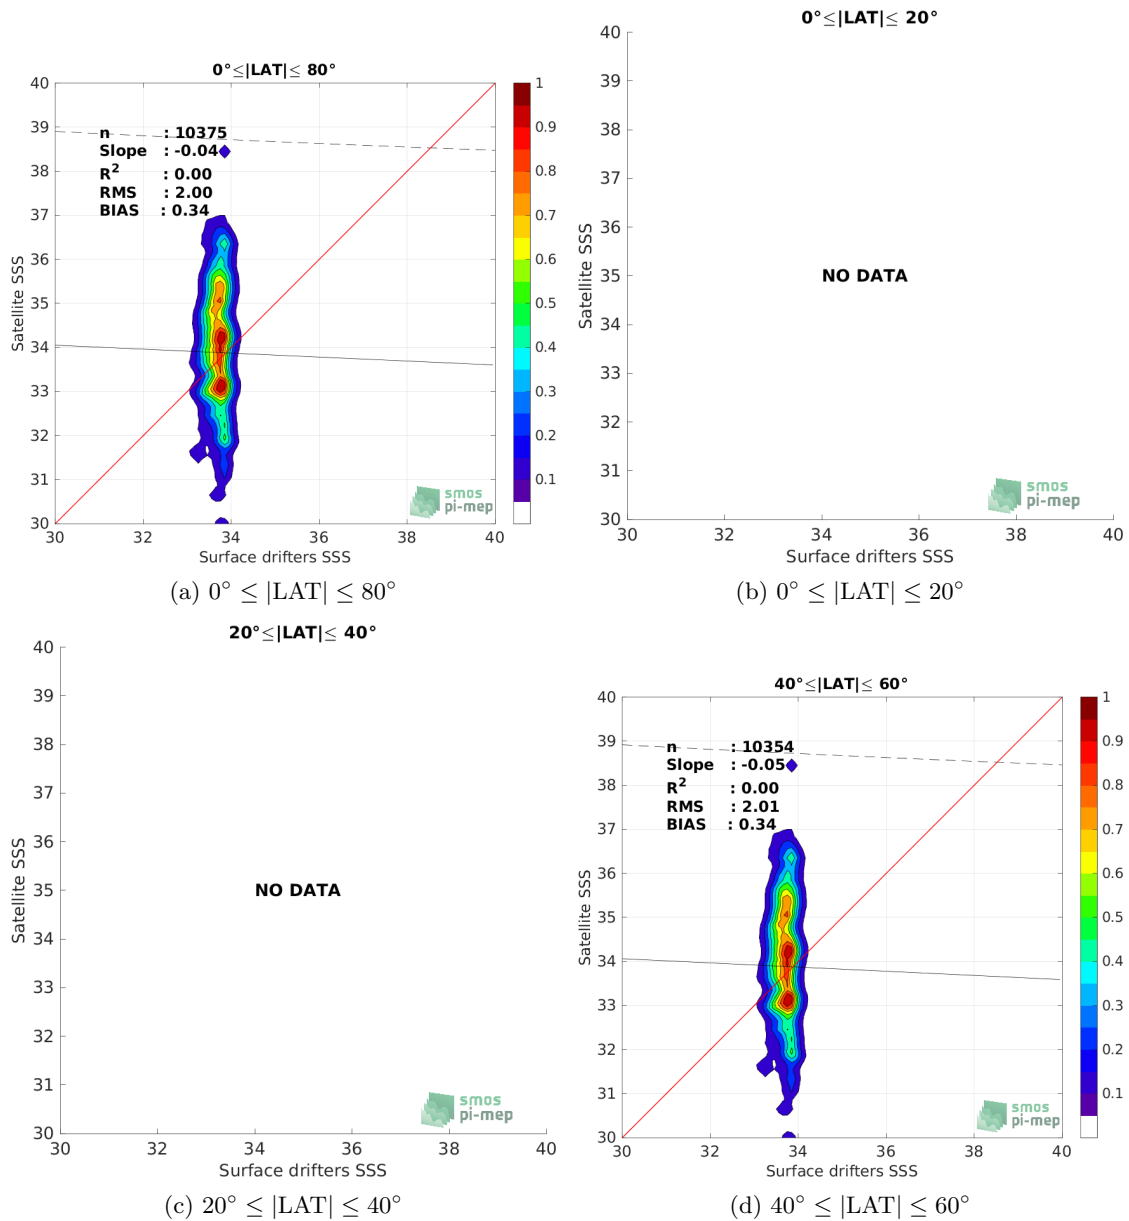 0°≤|LAT|≤ 80°
40
39
38
37
36
35
34
33
32
31
30
Satellite SSS
n : 10375
Slope : -0.04
R² : 0.00
RMS : 2.00
BIAS : 0.34
1
0.9
0.8
0.7
0.6
0.5
0.4
0.3
0.2
0.1
smos
pi-mep
30 32 34 36 38 40
Surface drifters SSS
(a) 0° ≤ |LAT| ≤ 80°
0°≤|LAT|≤ 20°
40
39
38
37
36
35
34
33
32
31
30
Satellite SSS
NO DATA
smos
pi-mep
30 32 34 36 38 40
Surface drifters SSS
(b) 0° ≤ |LAT| ≤ 20°
20°≤|LAT|≤ 40°
40
39
38
37
36
35
34
33
32
31
30
Satellite SSS
NO DATA
smos
pi-mep
30 32 34 36 38 40
Surface drifters SSS
(c) 20° ≤ |LAT| ≤ 40°
40°≤|LAT|≤ 60°
40
39
38
37
36
35
34
33
32
31
30
Satellite SSS
n : 10354
Slope : -0.05
R² : 0.00
RMS : 2.01
BIAS : 0.34
1
0.9
0.8
0.7
0.6
0.5
0.4
0.3
0.2
0.1
smos
pi-mep
30 32 34 36 38 40
Surface drifters SSS
(d) 40° ≤ |LAT| ≤ 60°